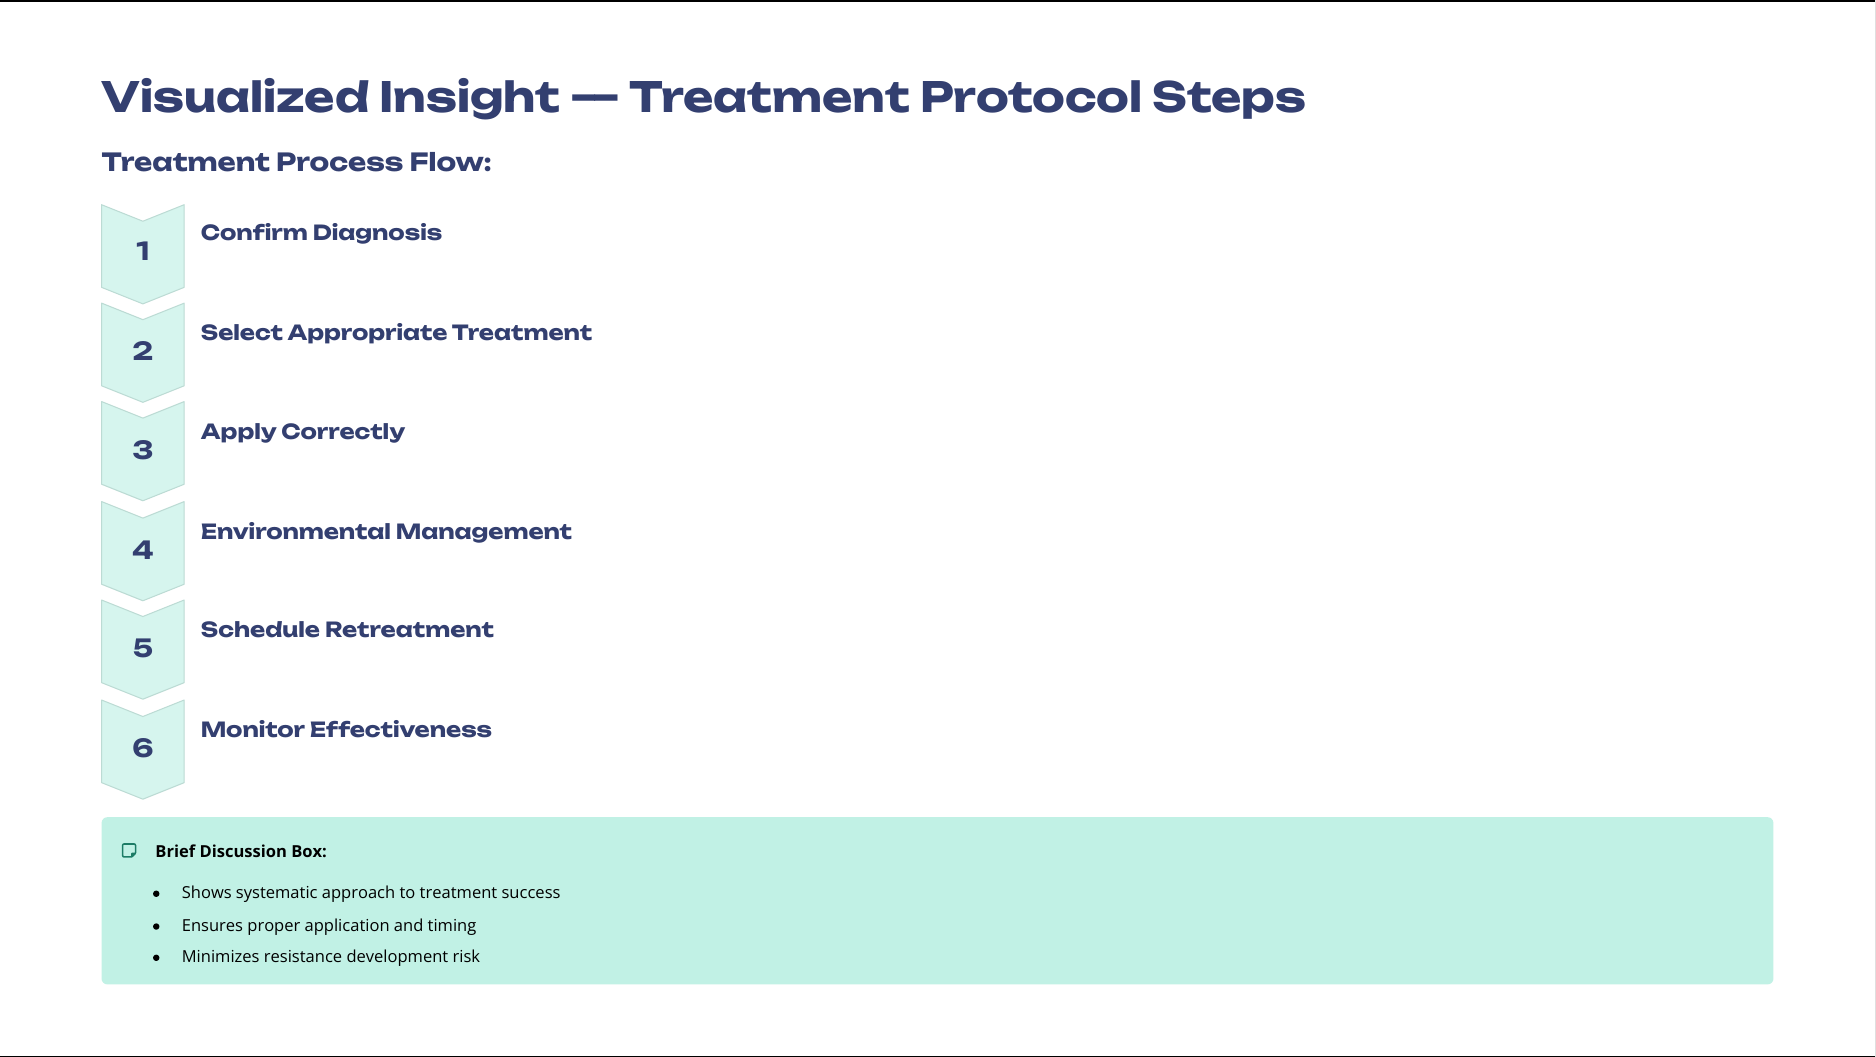 Visualized Insight — Treatment Protocol Steps
Treatment Process Flow:
1
Confirm Diagnosis
2
Select Appropriate Treatment
3
Apply Correctly
4
Environmental Management
5
Schedule Retreatment
6
Monitor Effectiveness
Brief Discussion Box:
● Shows systematic approach to treatment success
● Ensures proper application and timing
● Minimizes resistance development risk